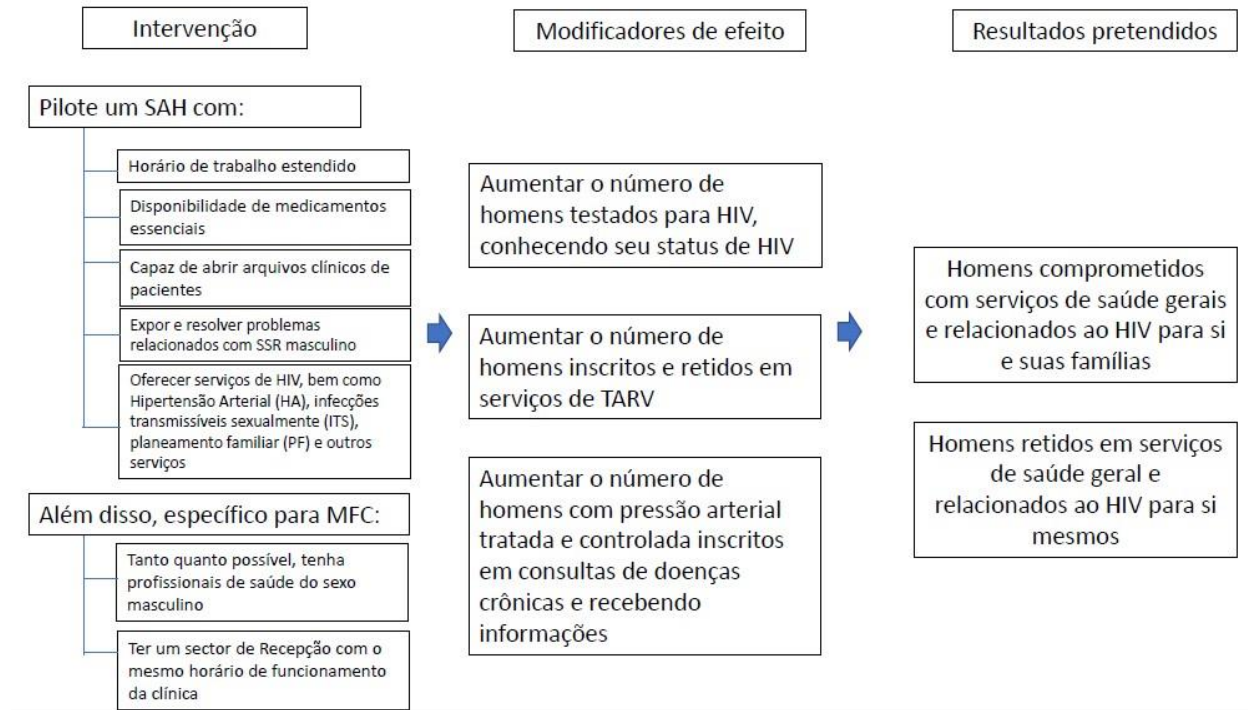 Intervenção
Modificadores de efeito
Resultados pretendidos
Pilote um SAH com:
Horário de trabalho estendido
Disponibilidade de medicamentos
essenciais
Capaz de abrir arquivos clínicos de
pacientes
Expor e resolver problemas
relacionados com SSR masculino
Oferecer serviços de HIV, bem como
Hipertensão Arterial (HA), infecções
transmissíveis sexualmente (ITS),
planeamento familiar (PF) e outros
serviços
Além disso, específico para MFC:
Tanto quanto possível, tenha
profissionais de saúde do sexo
masculino
Ter um sector de Recepção com o
mesmo horário de funcionamento
da clínica
Aumentar o número de
homens testados para HIV,
conhecendo seu status de HIV
Aumentar o número de
homens inscritos e retidos em
serviços de TARV
Aumentar o número de
homens com pressão arterial
tratada e controlada inscritos
em consultas de doenças
crônicas e recebendo
informações
Homens comprometidos
com serviços de saúde gerais
e relacionados ao HIV para si
e suas famílias
Homens retidos em serviços
de saúde geral e
relacionados ao HIV para si
mesmos